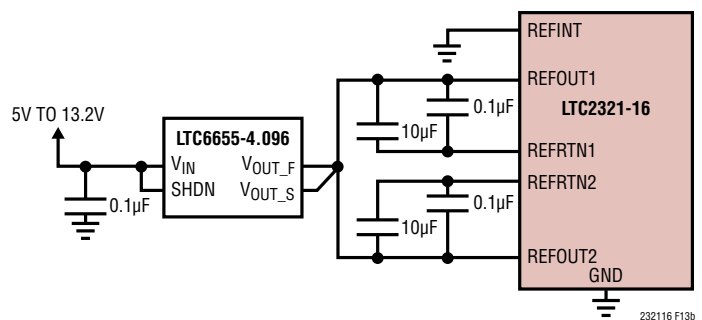 REFINT
REFOUT1
LTC2321-16
0.1µF
10µF
REFRTN1
REFRTN2
0.1µF
10µF
REFOUT2
GND
5V TO 13.2V
LTC6655-4.096
VIN
VOUT_F
SHDN
VOUT_S
0.1µF
232116 F13b